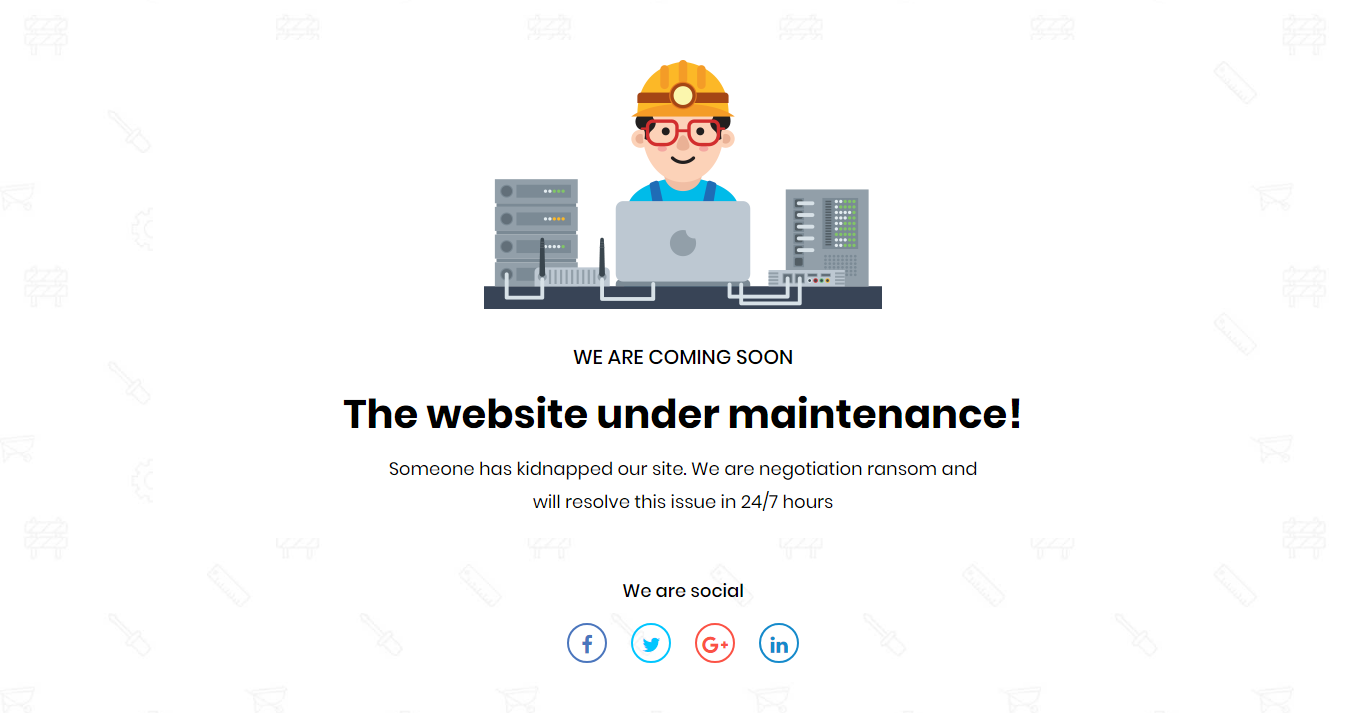 WE ARE COMING SOON
The website under maintenance!
Someone has kidnapped our site. We are negotiation ransom and
will resolve this issue in 24/7 hours
We are social
f G+ in